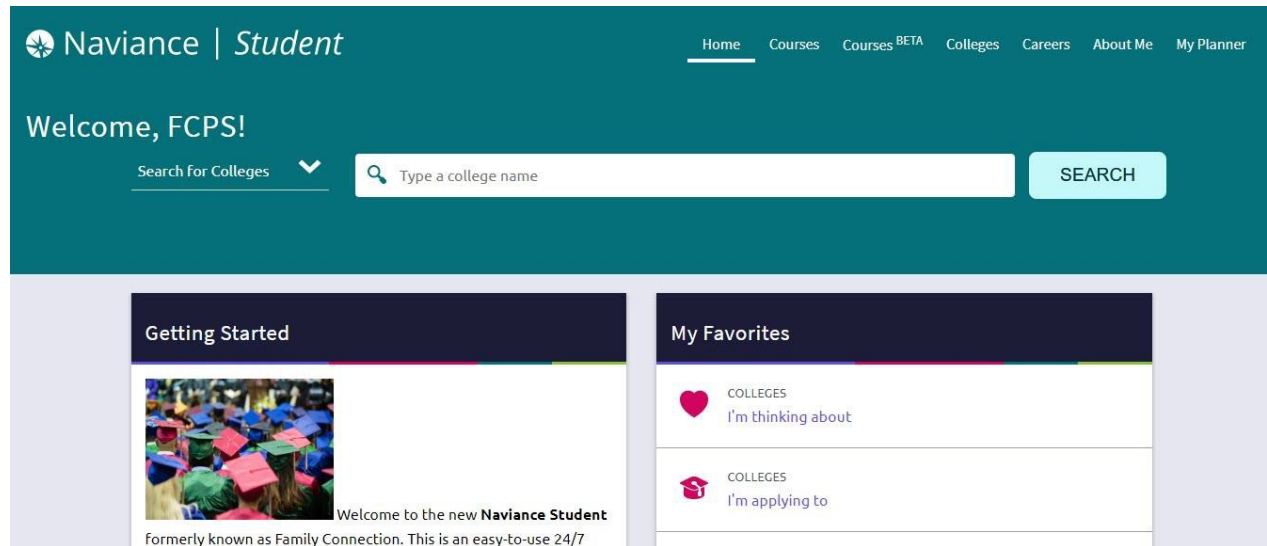 Naviance | Student
Home Courses Courses BETA Colleges Careers About Me My Planner
Welcome, FCPS!
Search for Colleges Type a college name SEARCH
Getting Started
Welcome to the new Naviance Student
formerly known as Family Connection. This is an easy-to-use 24/7
My Favorites
COLLEGES
I'm thinking about
COLLEGES
I'm applying to